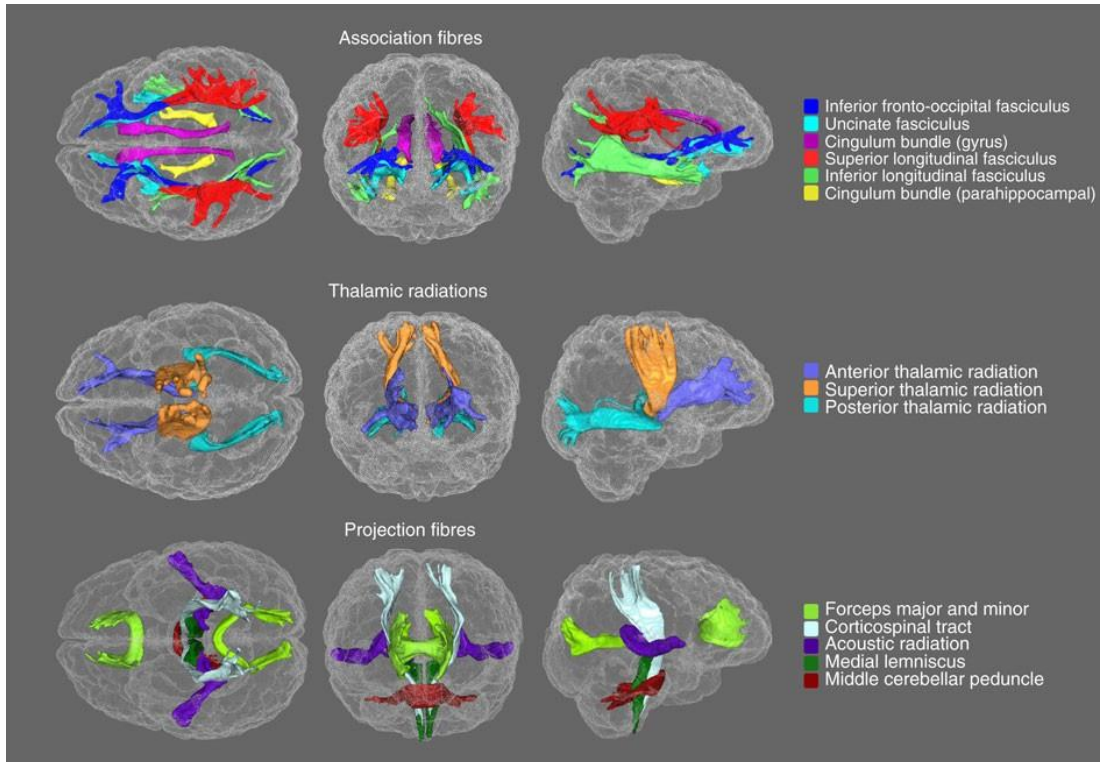 Association fibres
Inferior fronto-occipital fasciculus
Uncinate fasciculus
Cingulum bundle (gyrus)
Superior longitudinal fasciculus
Inferior longitudinal fasciculus
Cingulum bundle (parahippocampal)
Thalamic radiations
Anterior thalamic radiation
Superior thalamic radiation
Posterior thalamic radiation
Projection fibres
Forceps major and minor
Corticospinal tract
Acoustic radiation
Medial lemniscus
Middle cerebellar peduncle